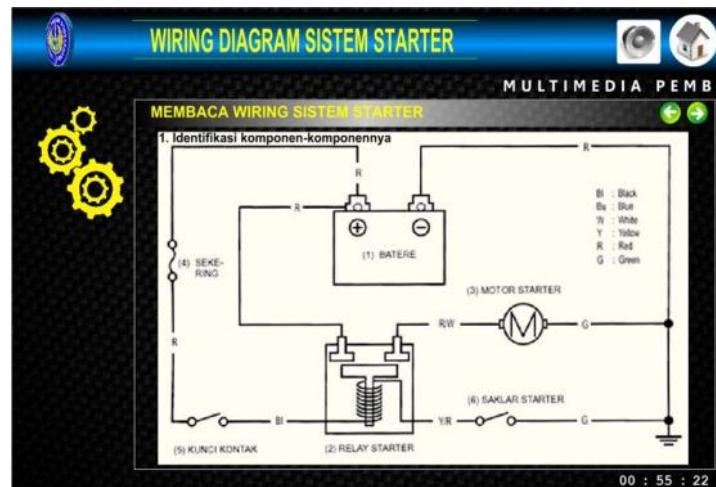 WIRING DIAGRAM SISTEM STARTER
MULTIMEDIA PEMB
MEMBACA WIRING SISTEM STARTER
1. Identifikasi komponen-komponennya
R
R
R
Bl : Black
Bu : Blue
W : White
Y : Yellow
R : Red
G : Green
(1) BATERE
(4) SEKE-
RING
(3) MOTOR STARTER
R/W
M
G
R
(6) SAKLAR STARTER
Bl
Y/R
G
(5) KUNCI KONTAK
(2) RELAY STARTER
00 : 55 : 22